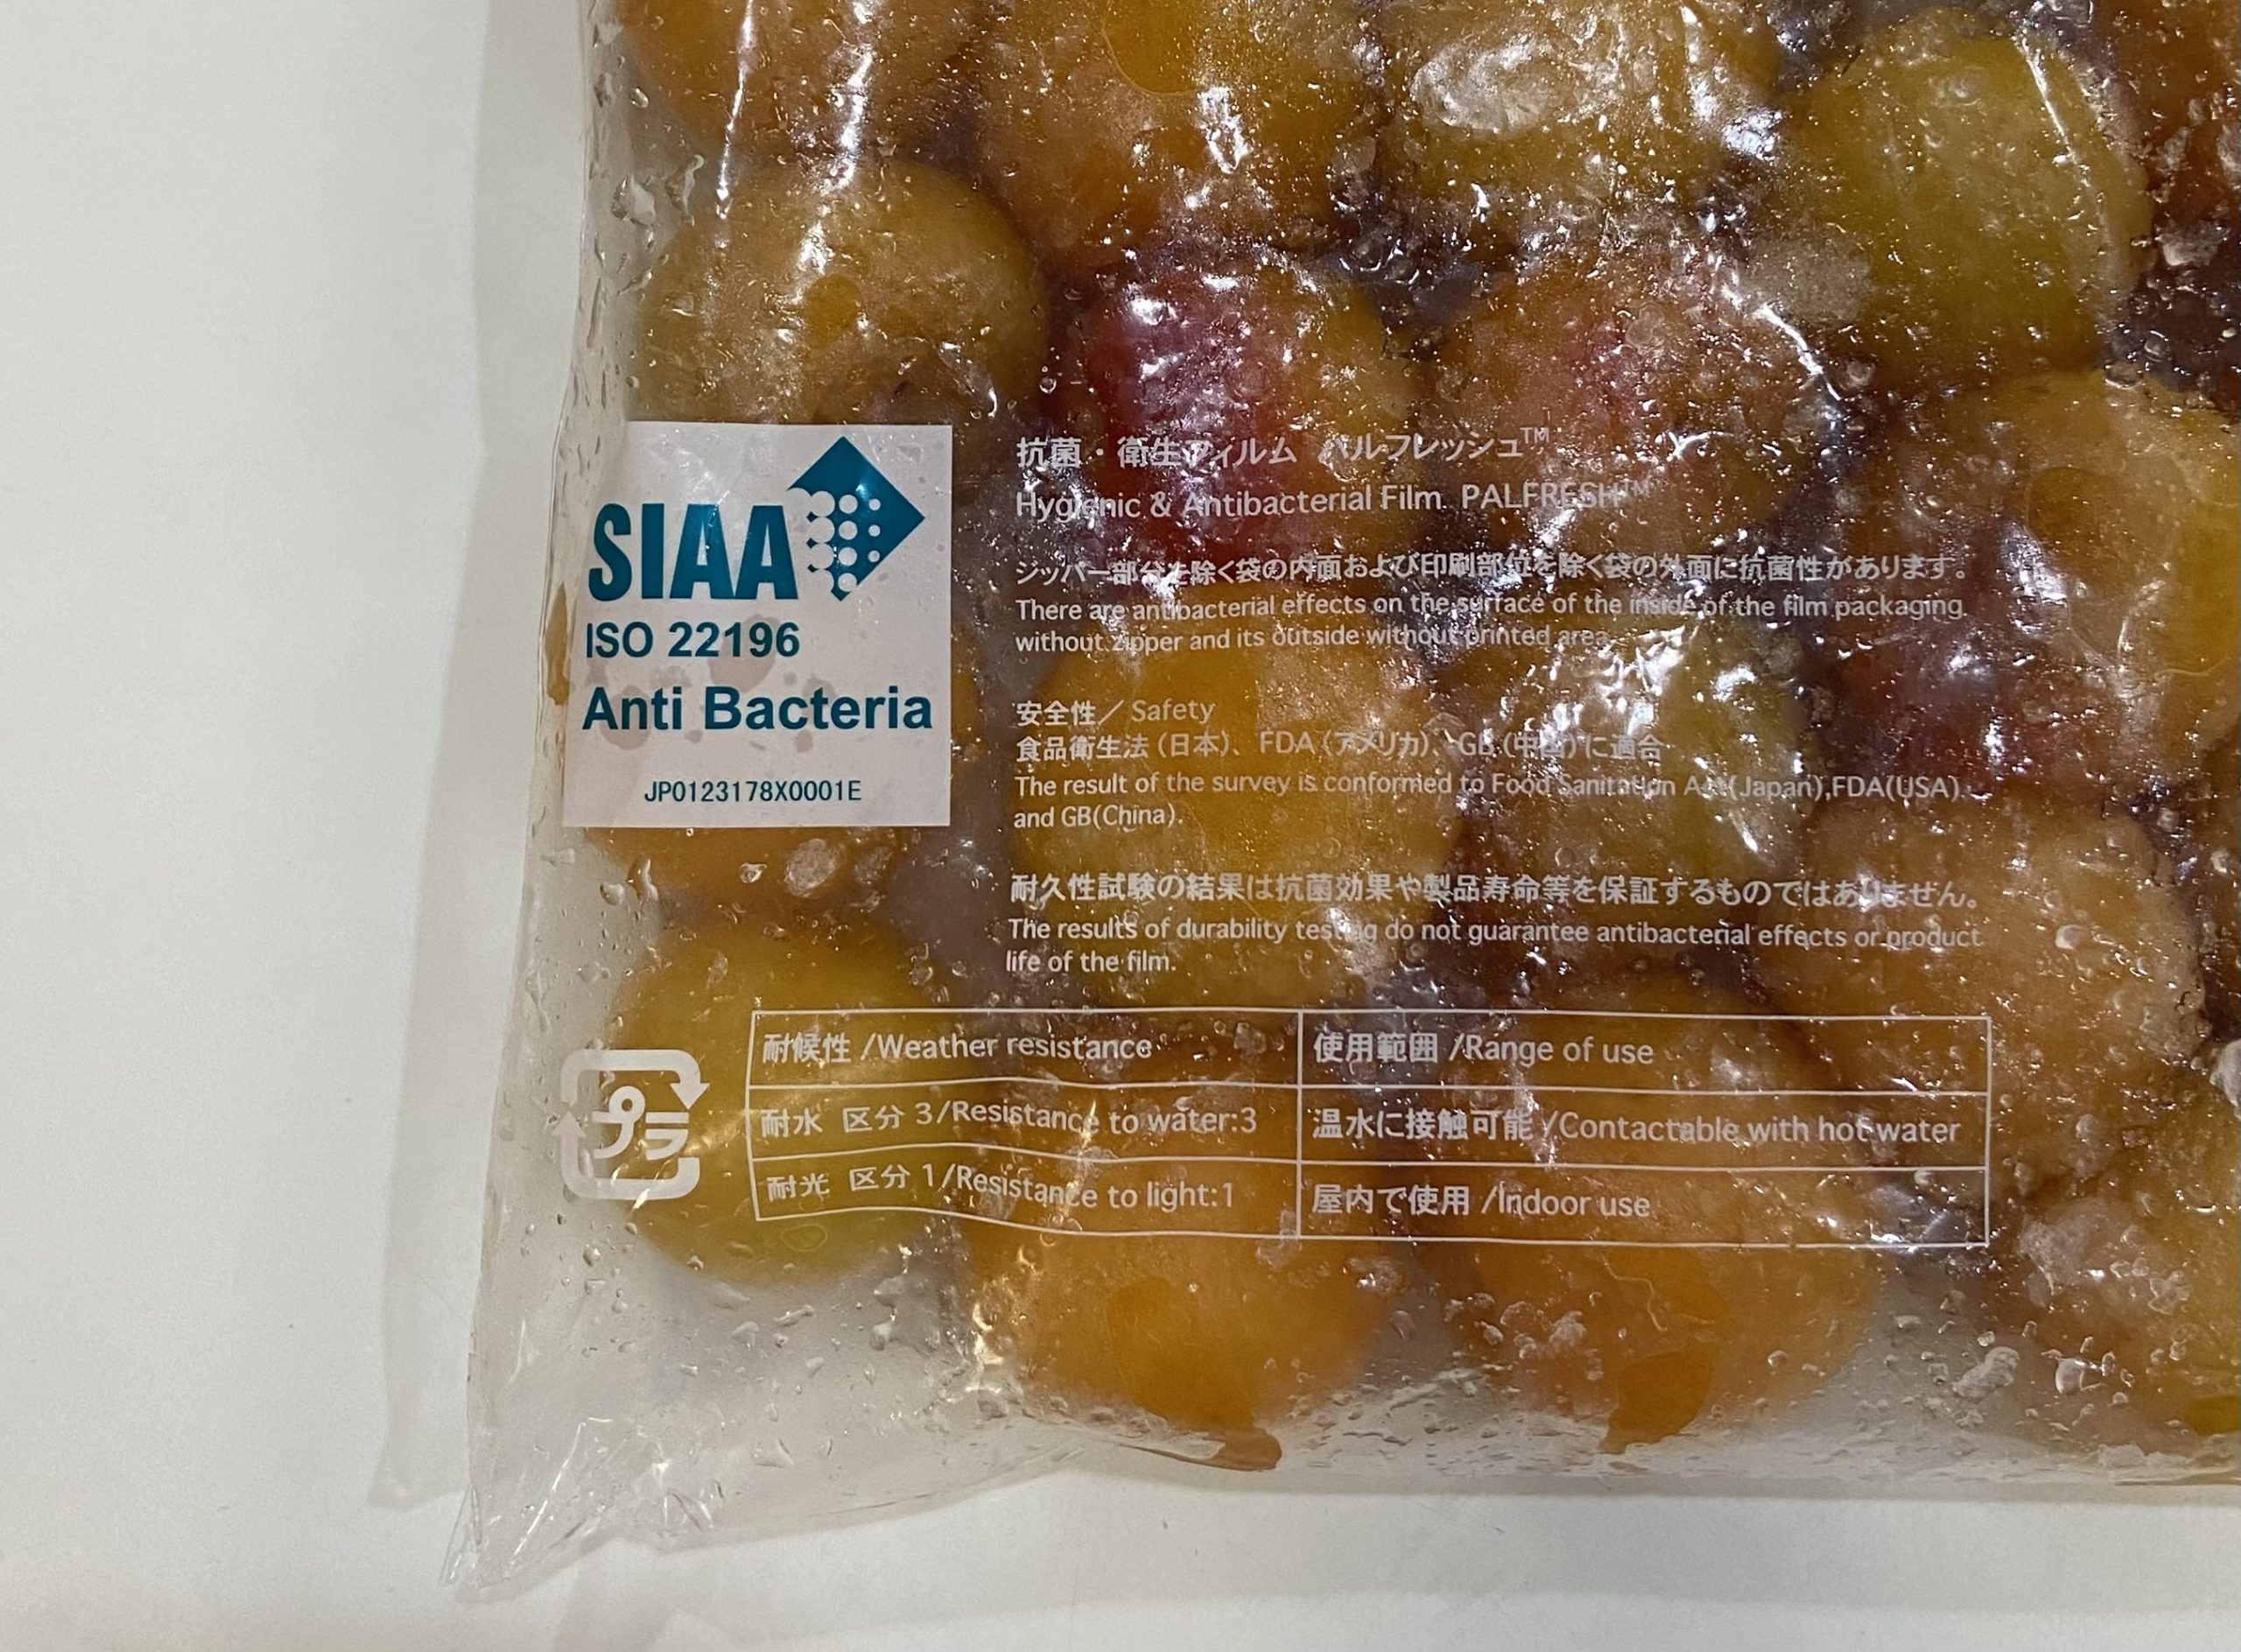 SIAA
ISO 22196
Anti Bacteria
JP0123178X0001E
抗菌・衛生フィルム パルフレッシュ™
Hygienic & Antibacterial Film PALFRESH™
ジッパー部分を除く袋の内面および印刷部位を除く袋の外面に抗菌性があります。
There are antibacterial effects on the surface of the inside of the film packaging
without zipper and its outside without printed area.
安全性／Safety
食品衛生法（日本）、FDA（アメリカ）、GB（中国）に適合
The result of the survey is conformed to Food Sanitation Act(Japan),FDA(USA).
and GB(China).
耐久性試験の結果は抗菌効果や製品寿命等を保証するものではありません。
The results of durability testing do not guarantee antibacterial effects or product
life of the film.
プラ
耐候性 /Weather resistance 使用範囲 /Range of use
耐水 区分 3/Resistance to water:3 温水に接触可能 /Contactable with hot water
耐光 区分 1/Resistance to light:1 屋内で使用 /Indoor use